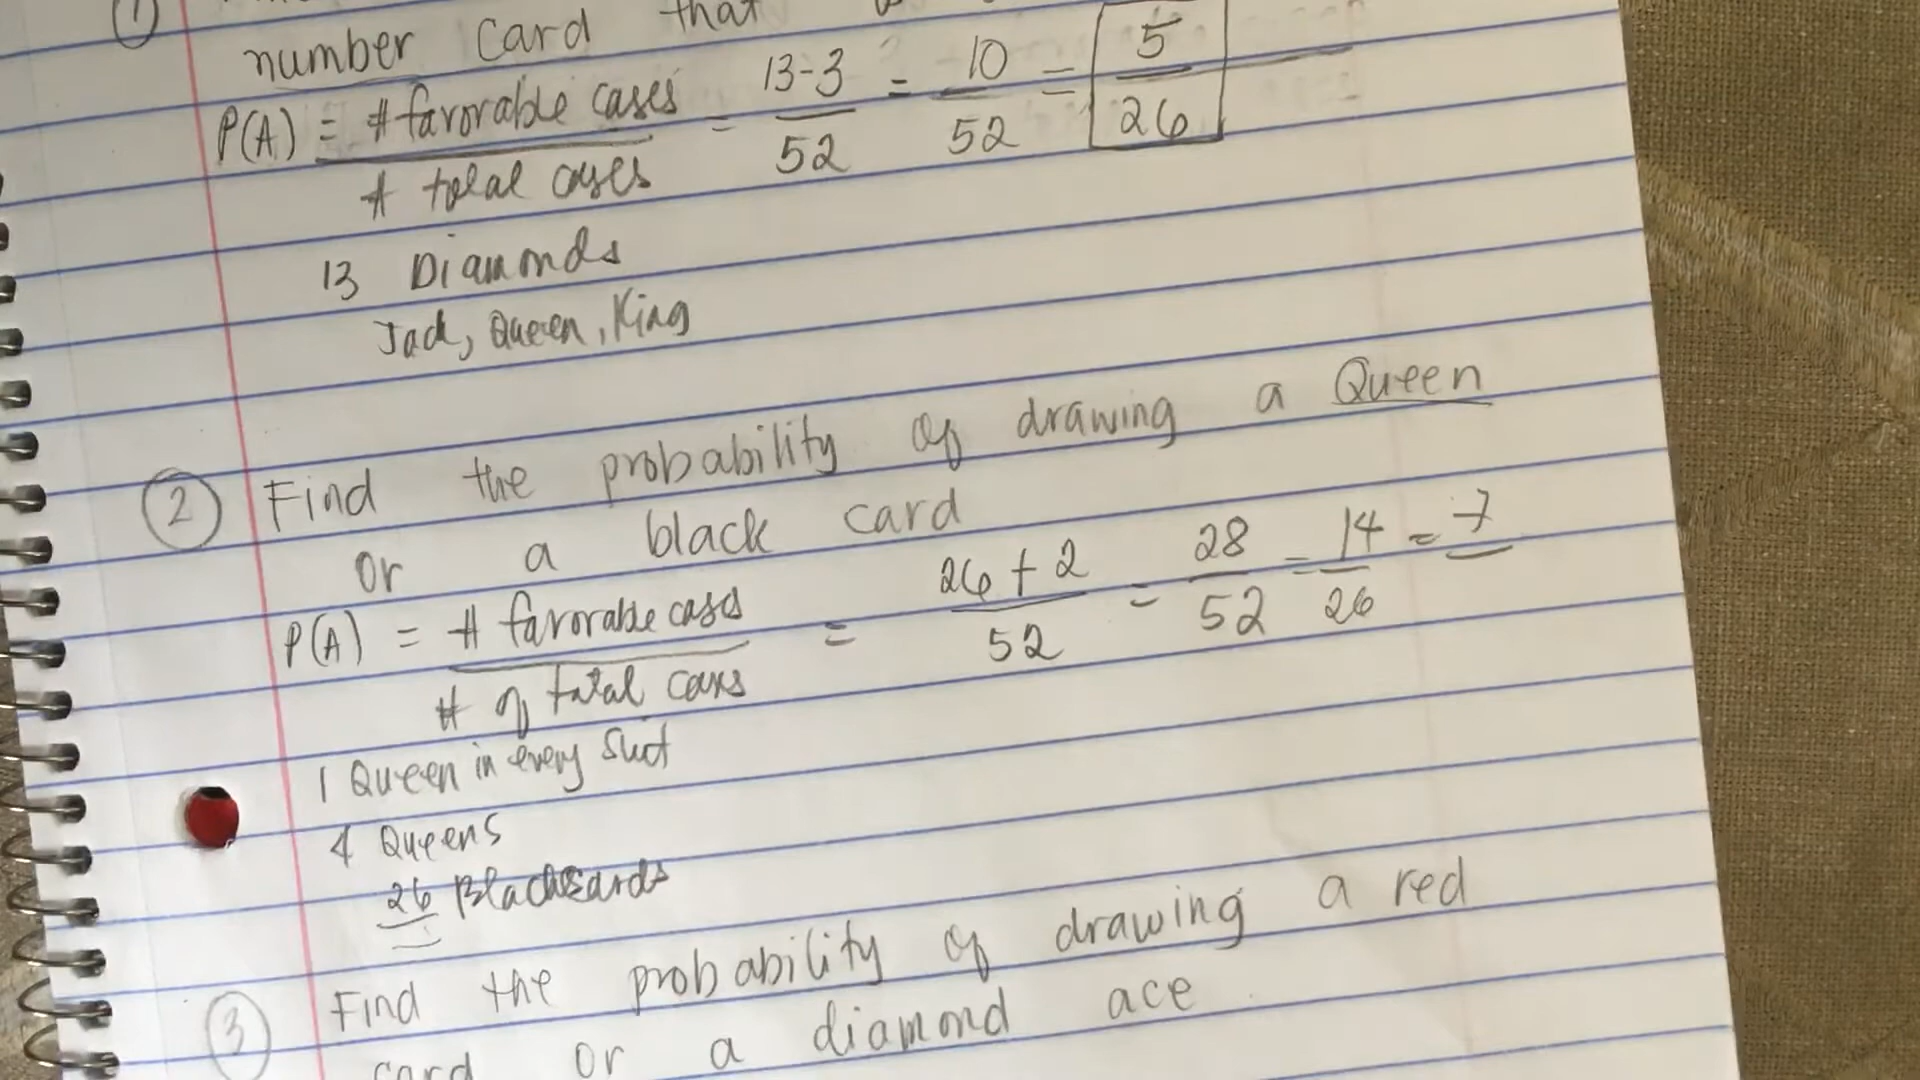 ①
number card that
P(A) = # favorable cases / # total cases = 13-3 / 52 = 10 / 52 = 5 / 26
13 Diamonds
Jack, Queen, King
② Find the probability of drawing a Queen
or a black card
P(A) = # favorable cases / # of total cases = 26 + 2 / 52 = 28 / 52 = 14 / 26 = 7
1 Queen in every suit
4 Queens
26 Black cards
③ Find the probability of drawing a red
card or a diamond ace